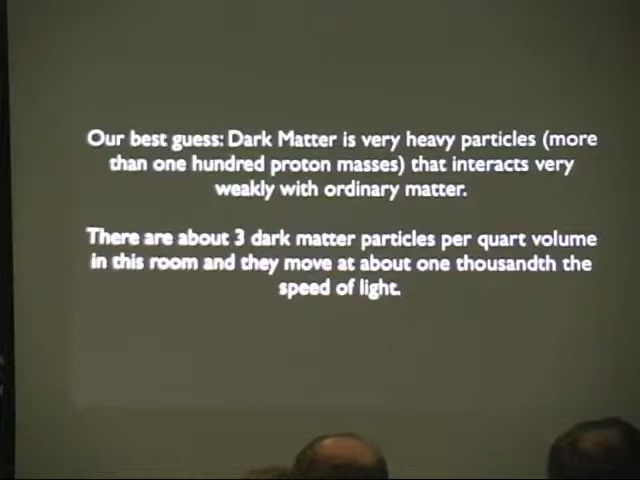 Our best guess: Dark Matter is very heavy particles (more
than one hundred proton masses) that interacts very
weakly with ordinary matter.
There are about 3 dark matter particles per quart volume
in this room and they move at about one thousandth the
speed of light.